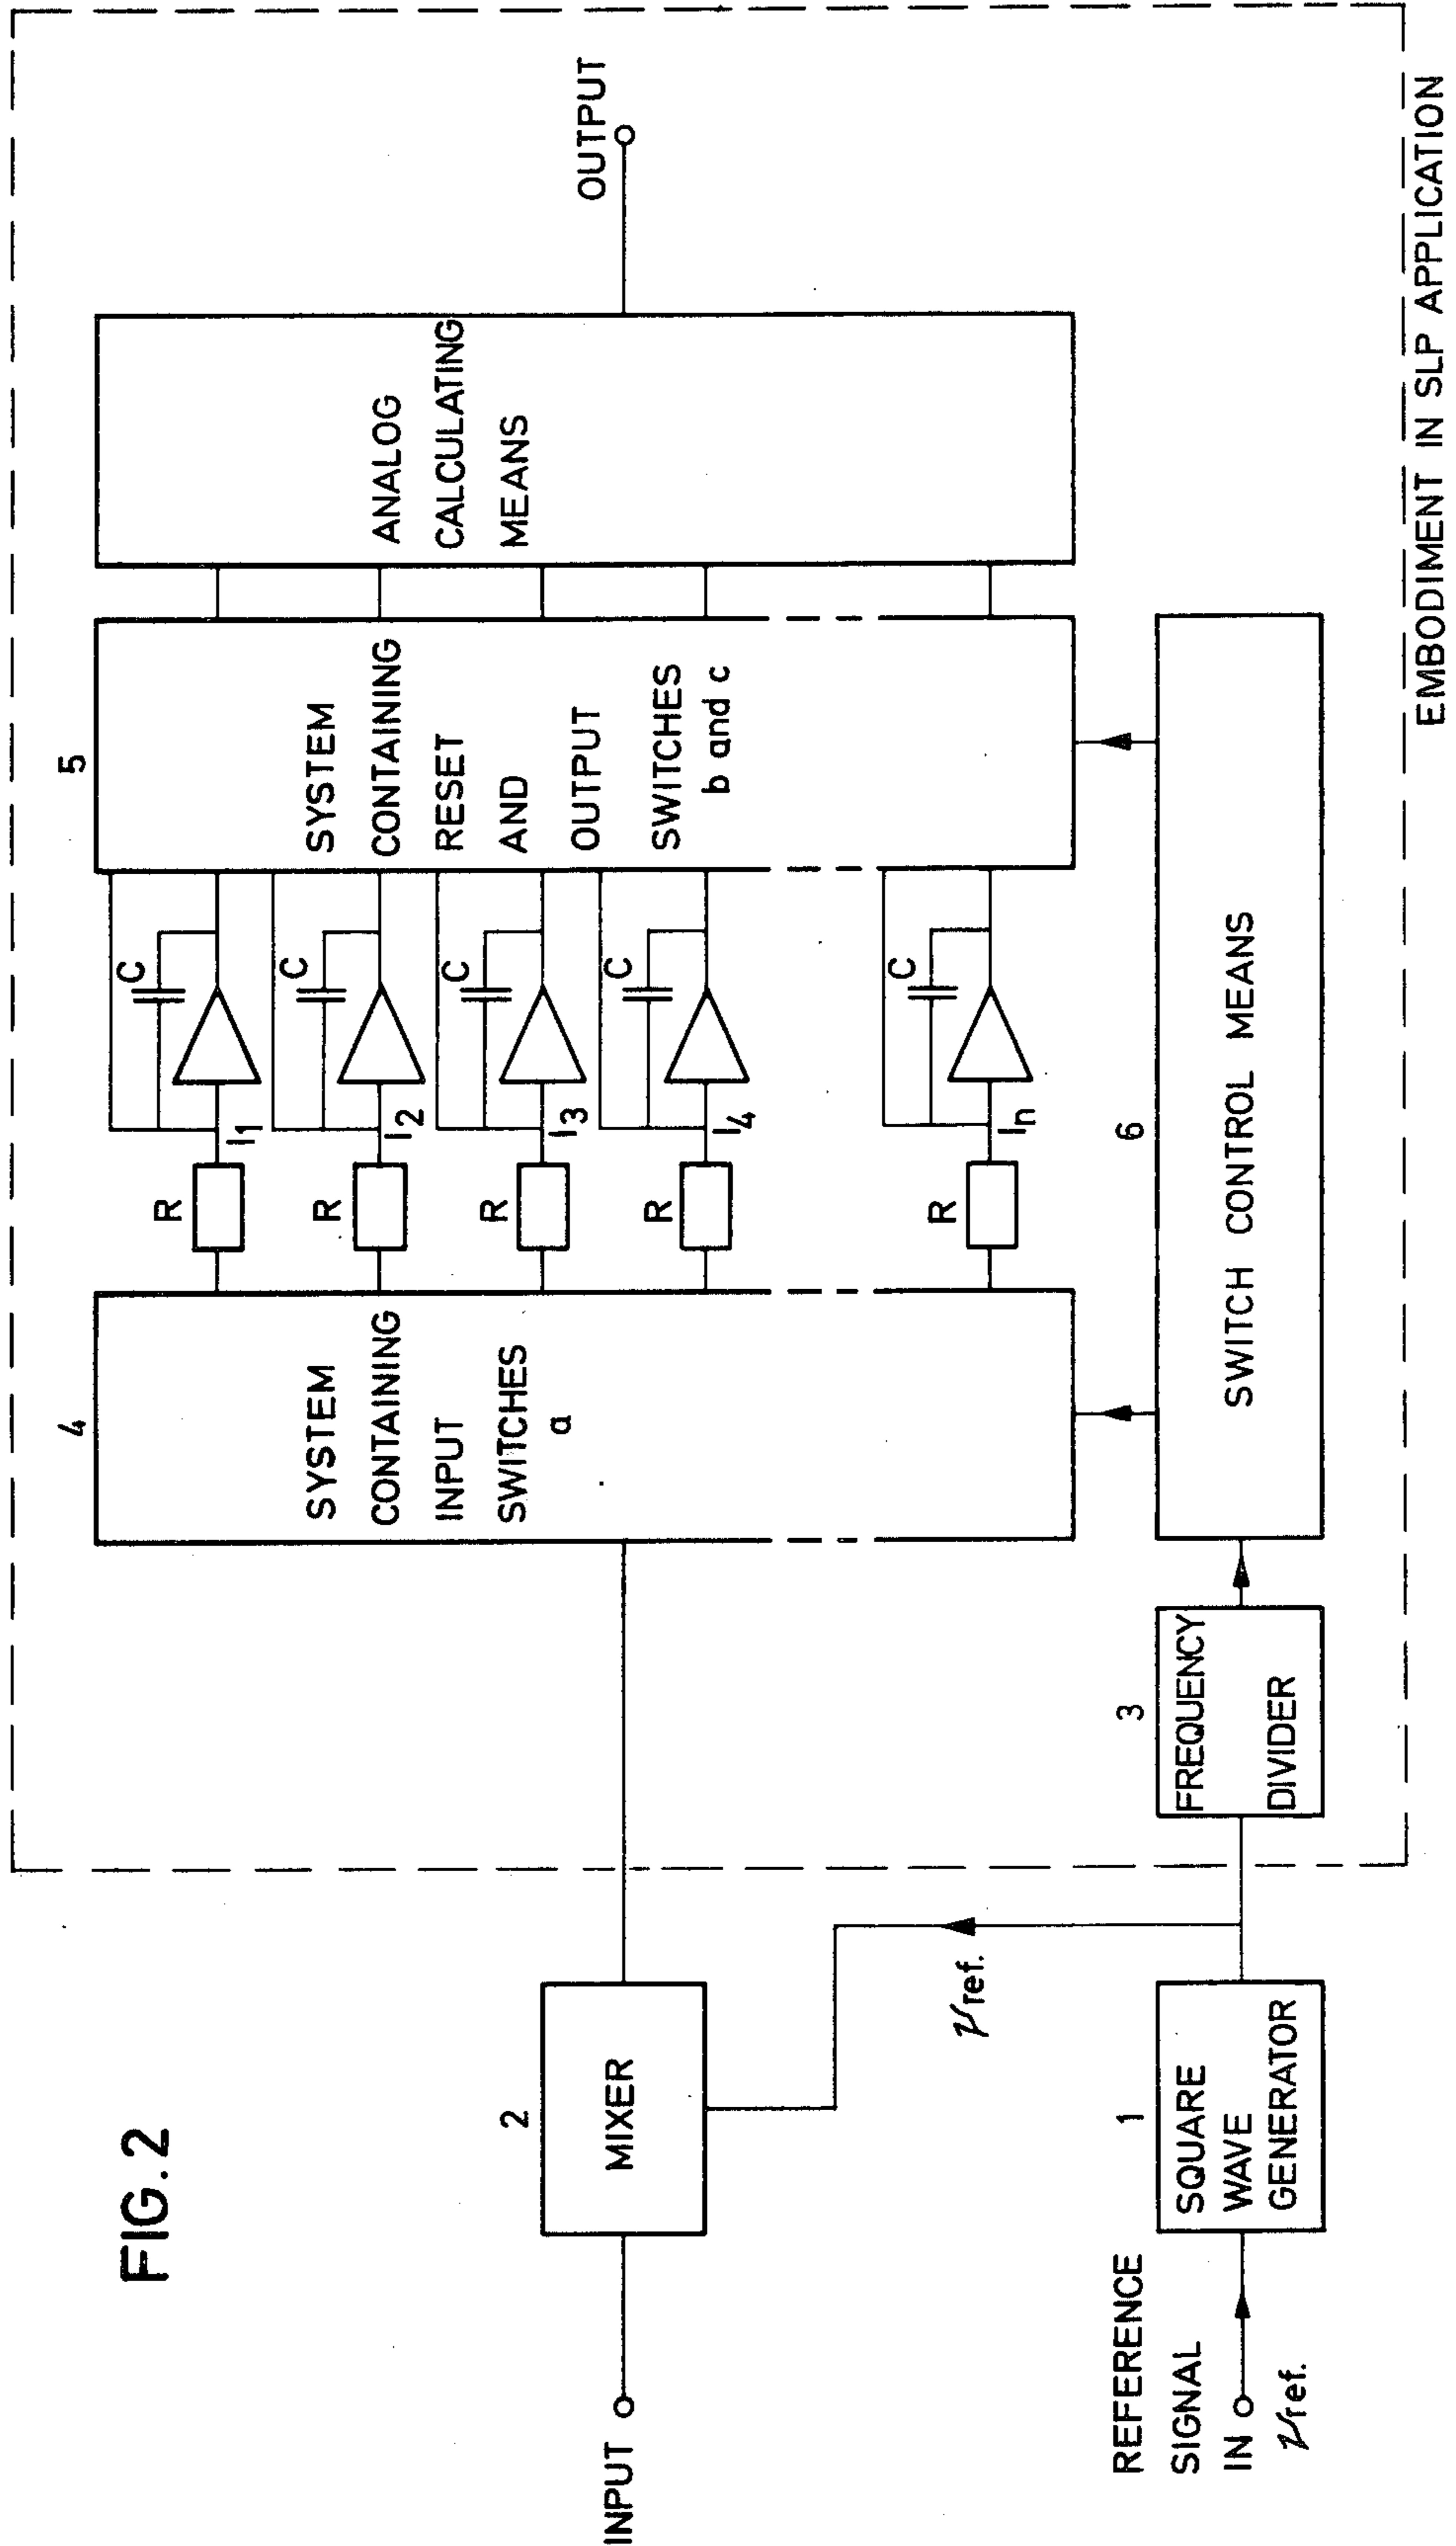 FIG. 2
INPUT
2
MIXER
REFERENCE
SIGNAL
IN
νref.
1
SQUARE
WAVE
GENERATOR
νref.
3
FREQUENCY
DIVIDER
4
SYSTEM
CONTAINING
INPUT
SWITCHES
a
R
R
R
R
R
I1
I2
I3
I4
In
C
C
C
C
C
5
SYSTEM
CONTAINING
RESET
AND
OUTPUT
SWITCHES
b and c
6
SWITCH CONTROL MEANS
ANALOG
CALCULATING
MEANS
OUTPUT
EMBODIMENT IN SLP APPLICATION